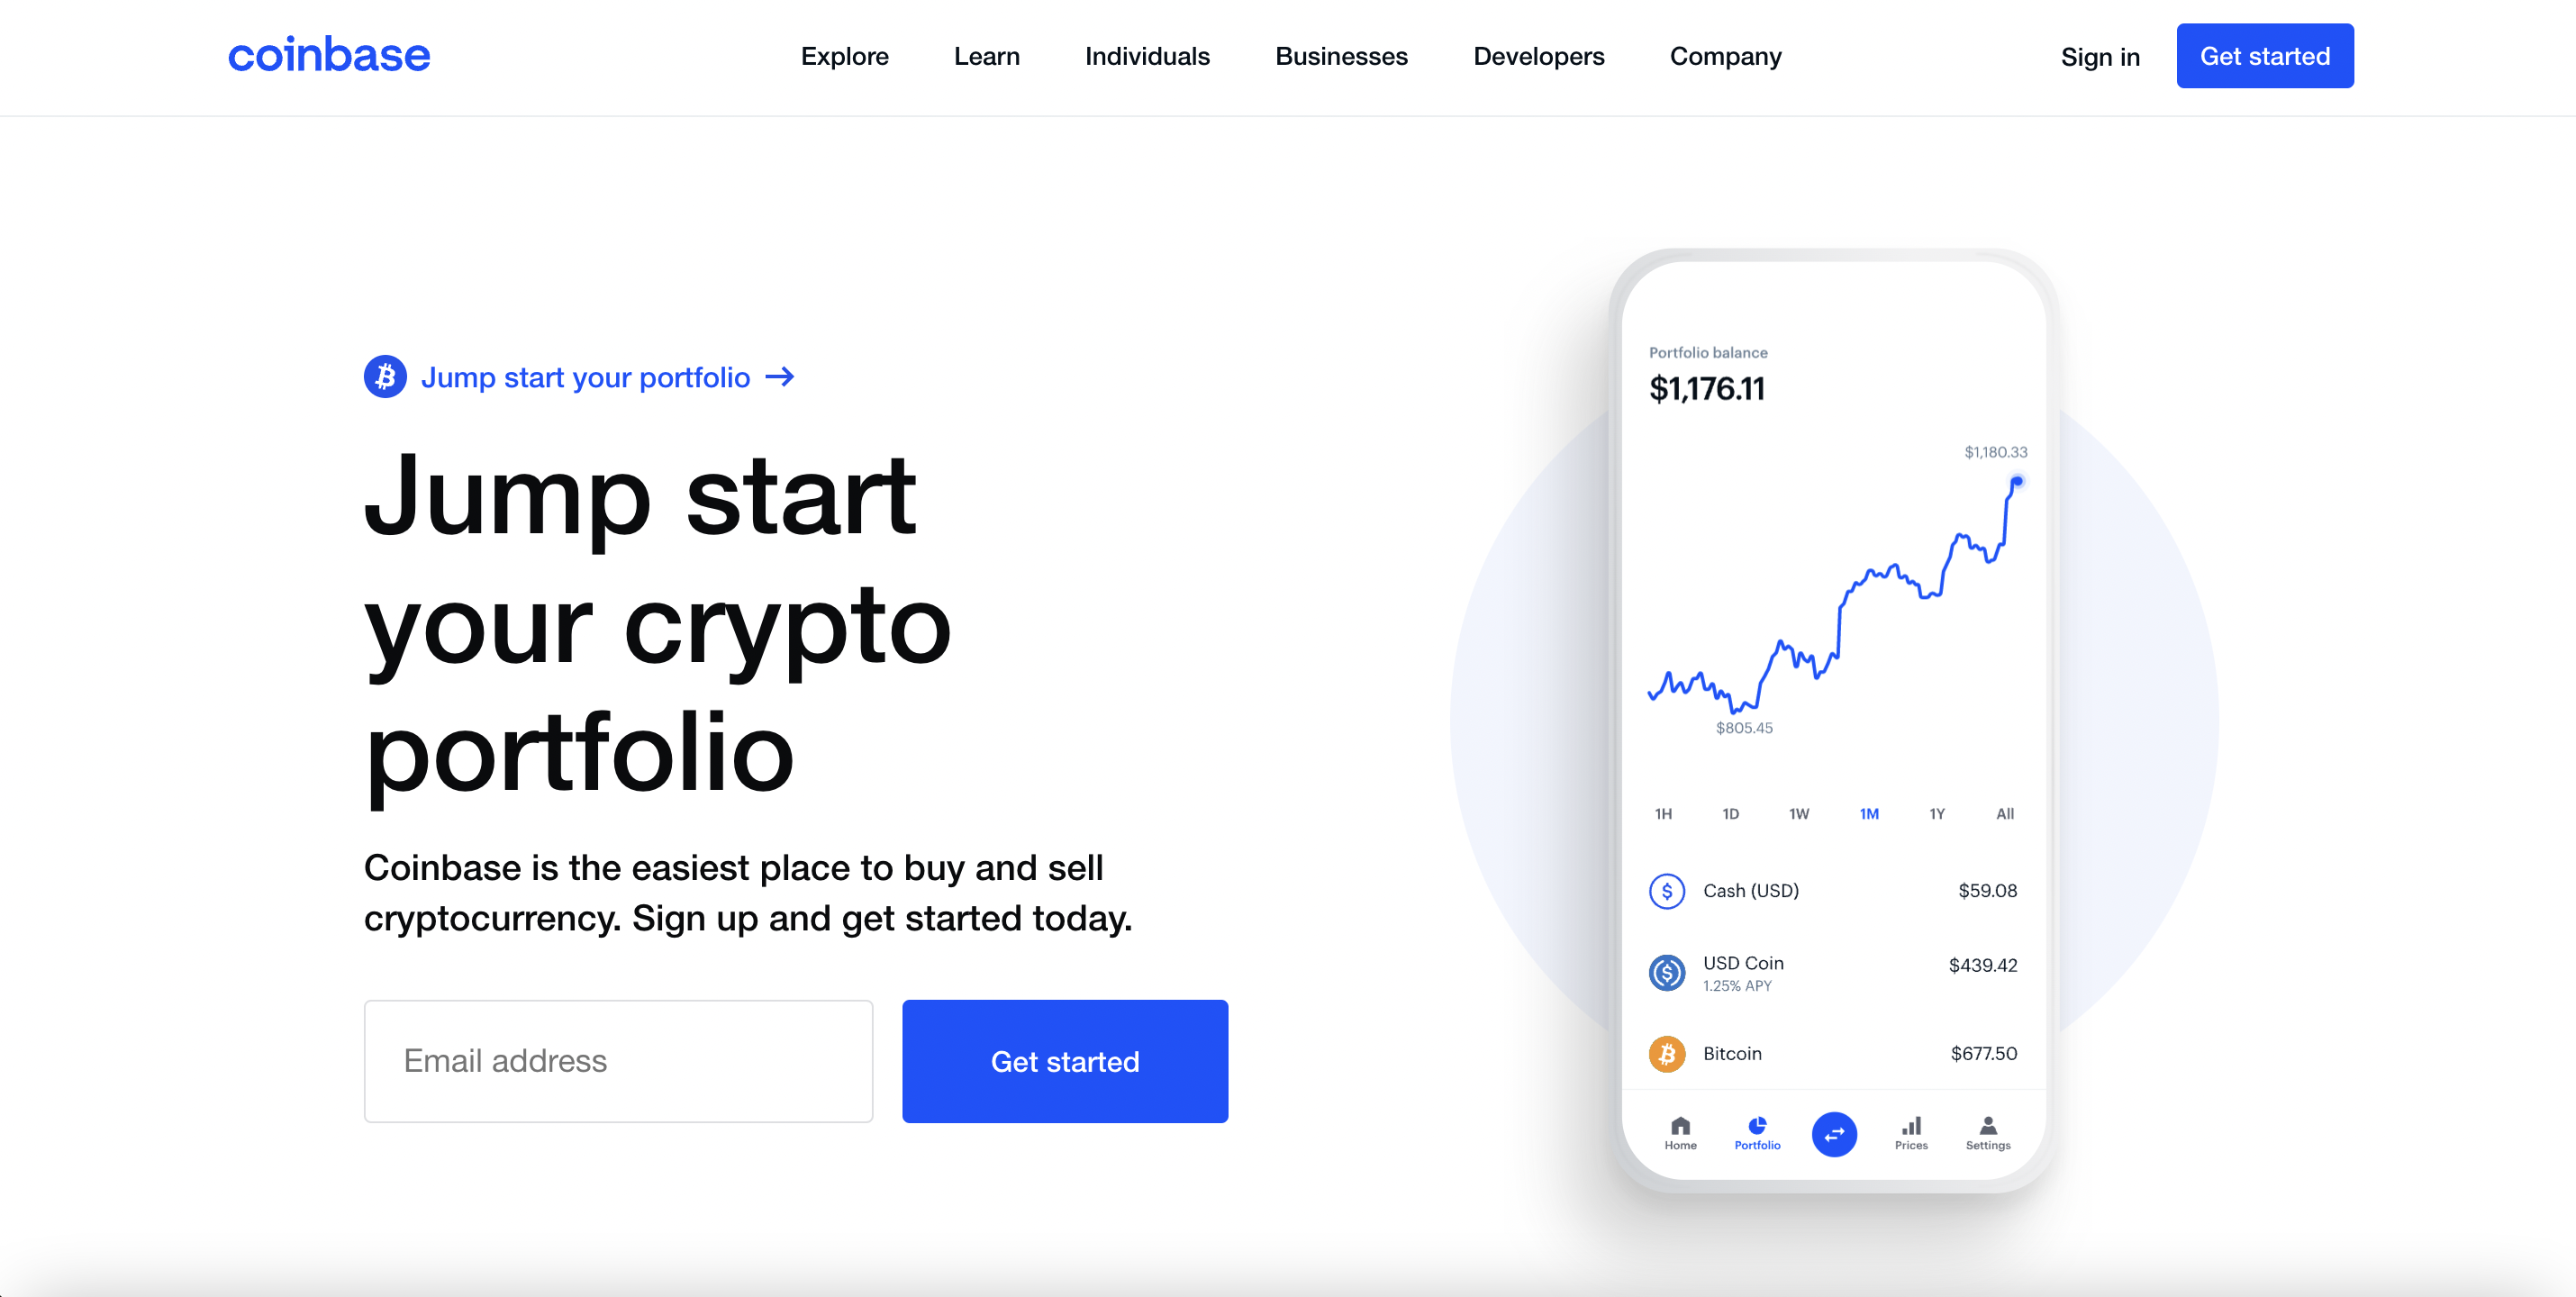 coinbase
Explore
Learn
Individuals
Businesses
Developers
Company
Sign in
Get started
Jump start your portfolio →
Jump start
your crypto
portfolio
Coinbase is the easiest place to buy and sell
cryptocurrency. Sign up and get started today.
Email address
Get started
Portfolio balance
$1,176.11
$1,180.33
$805.45
1H 1D 1W 1M 1Y All
Cash (USD) $59.08
USD Coin $439.42
1.25% APY
Bitcoin $677.50
Home Portfolio Prices Settings